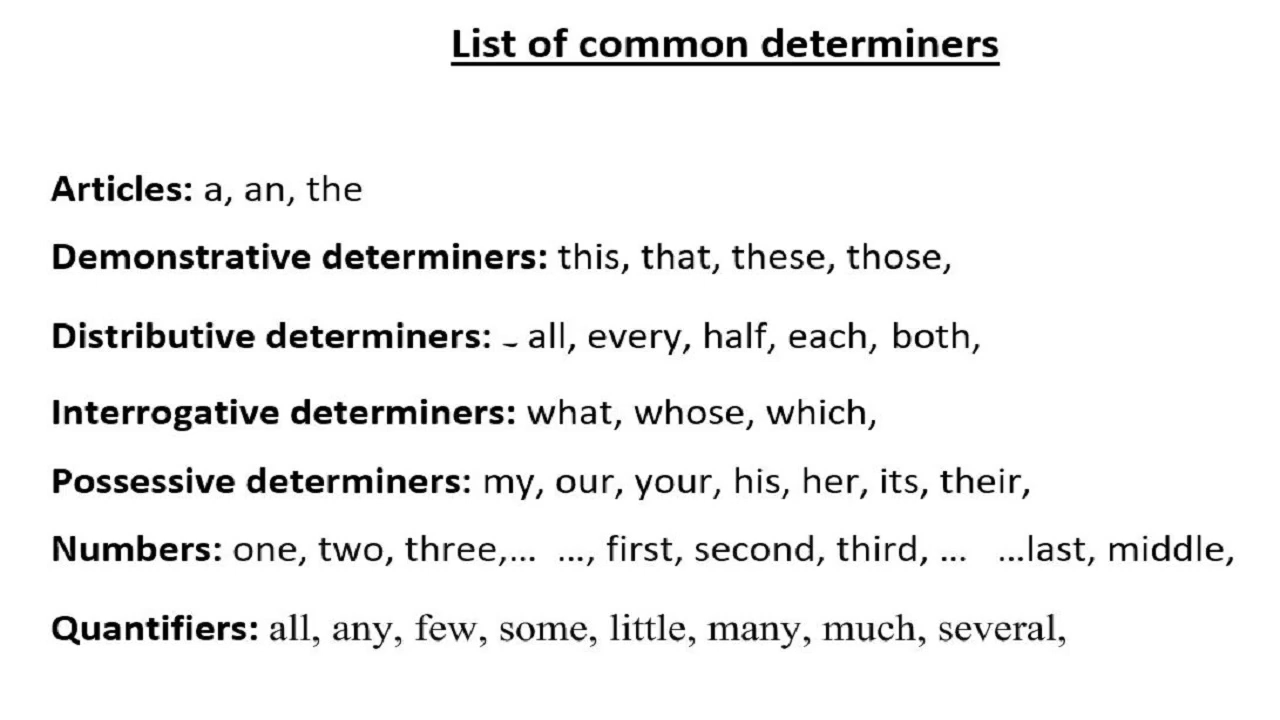 List of common determiners
Articles: a, an, the
Demonstrative determiners: this, that, these, those,
Distributive determiners: - all, every, half, each, both,
Interrogative determiners: what, whose, which,
Possessive determiners: my, our, your, his, her, its, their,
Numbers: one, two, three,... ..., first, second, third, ... ...last, middle,
Quantifiers: all, any, few, some, little, many, much, several,